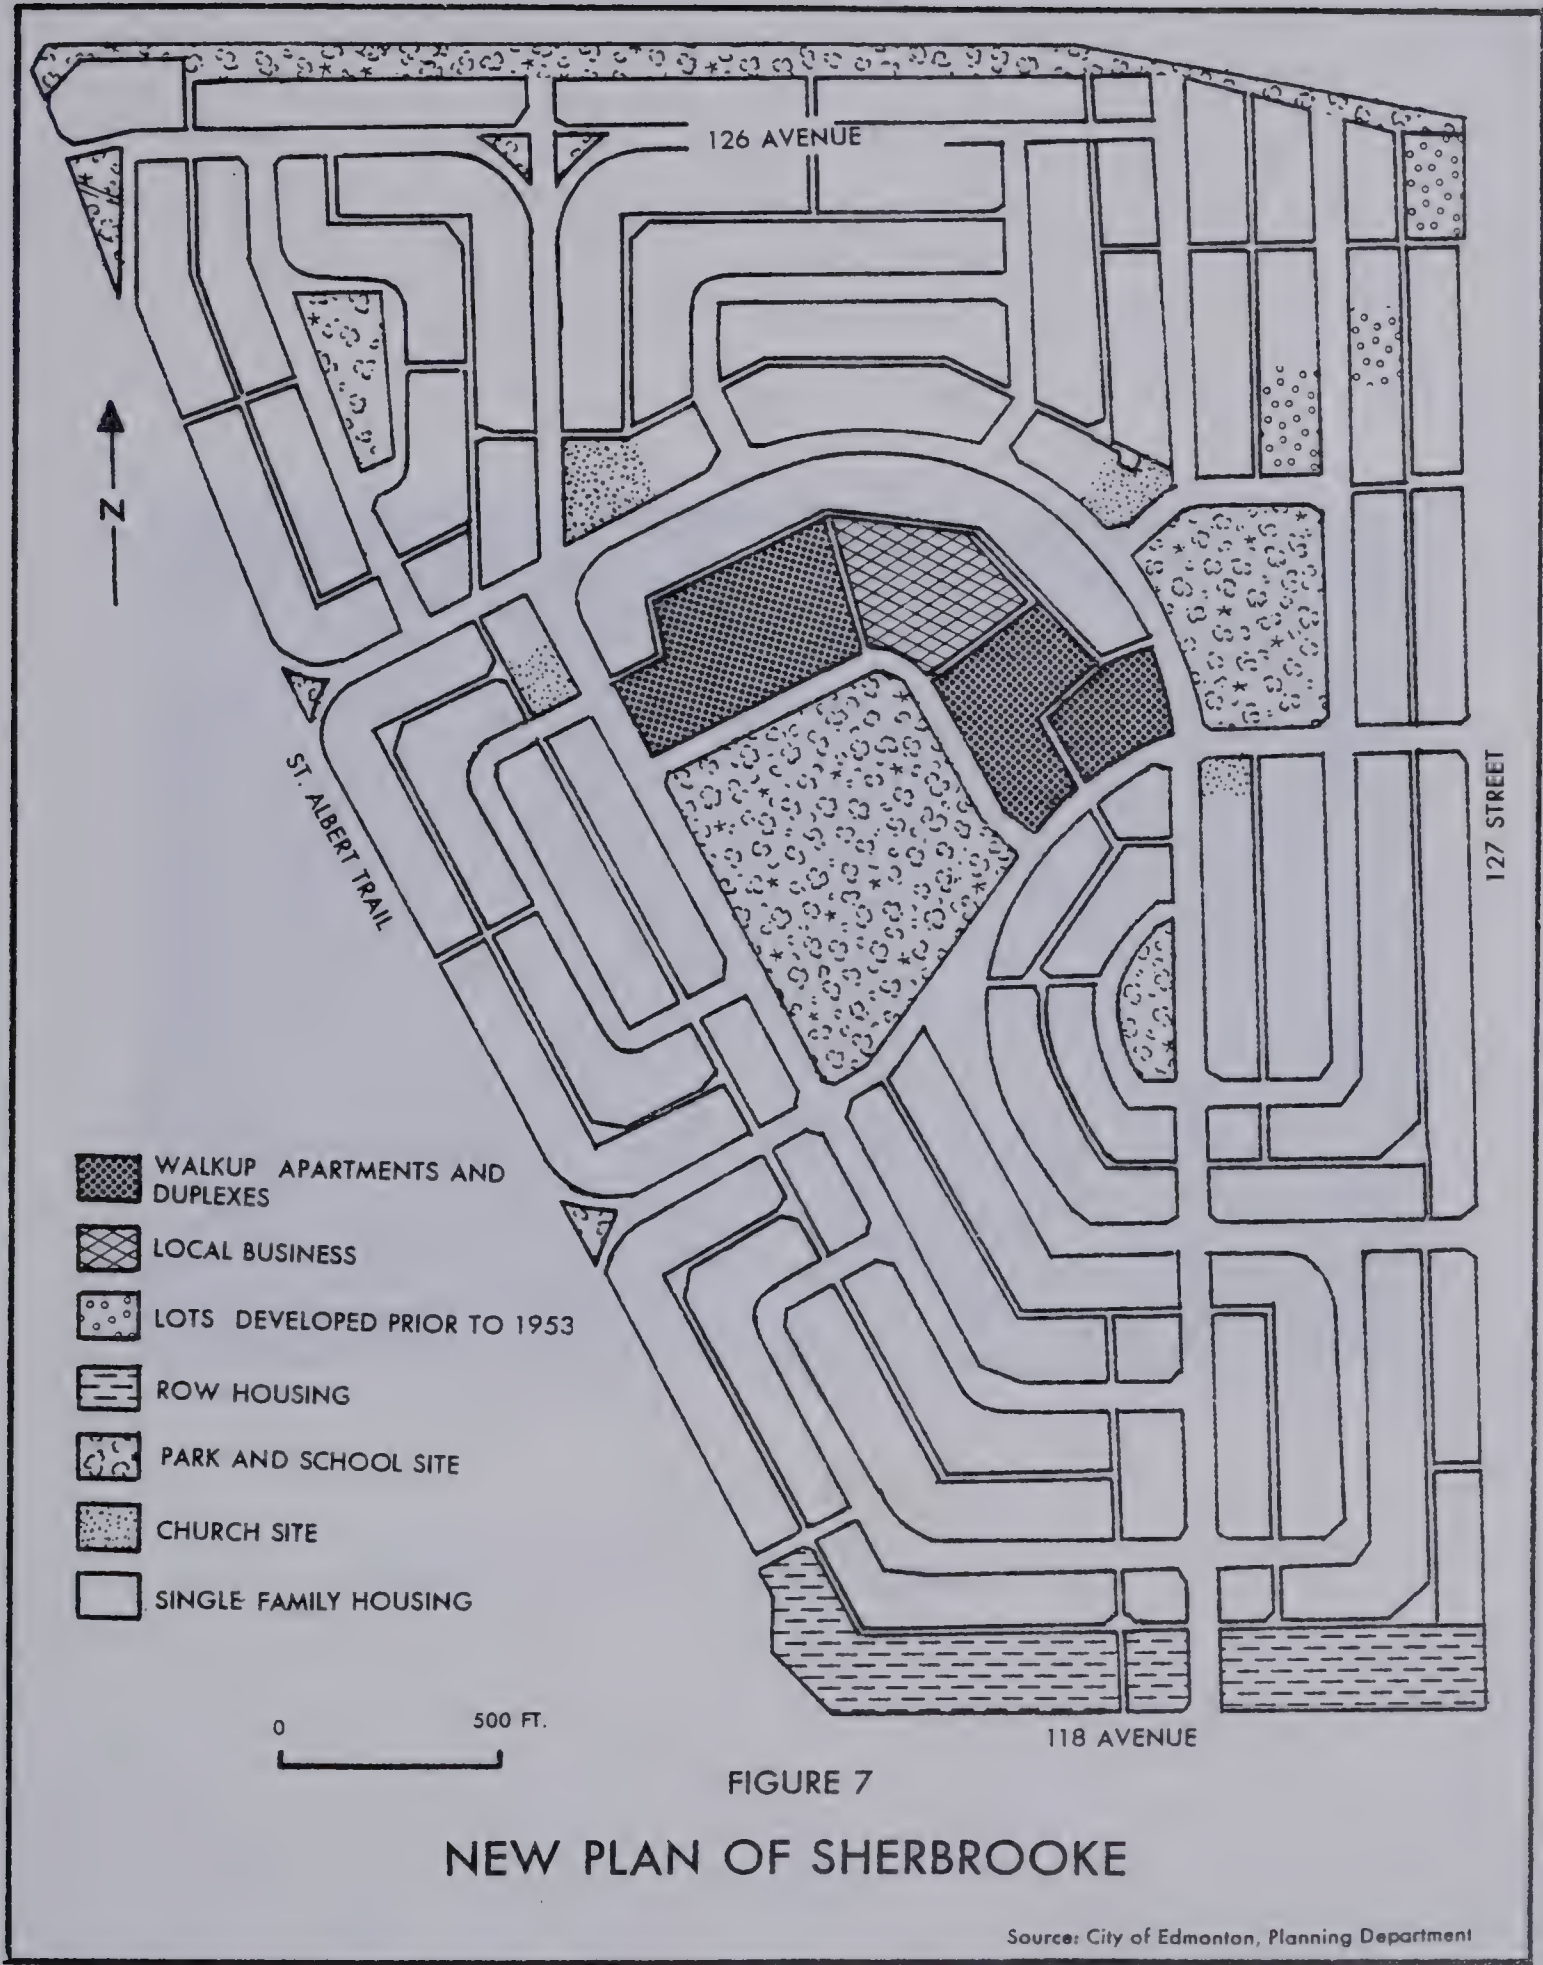 126 AVENUE
N
ST. ALBERT TRAIL
127 STREET
WALKUP APARTMENTS AND
DUPLEXES
LOCAL BUSINESS
LOTS DEVELOPED PRIOR TO 1953
ROW HOUSING
PARK AND SCHOOL SITE
CHURCH SITE
SINGLE FAMILY HOUSING
0 500 FT.
118 AVENUE
FIGURE 7
NEW PLAN OF SHERBROOKE
Source: City of Edmonton, Planning Department